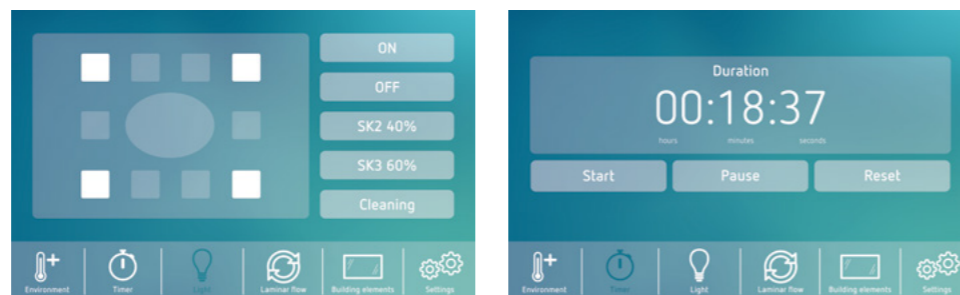 ON
OFF
SK2 40%
SK3 60%
Cleaning
Environment
Timer
Light
Laminar flow
Building elements
Settings
Duration
00:18:37
hours minutes seconds
Start Pause Reset
Environment
Timer
Light
Laminar flow
Building elements
Settings